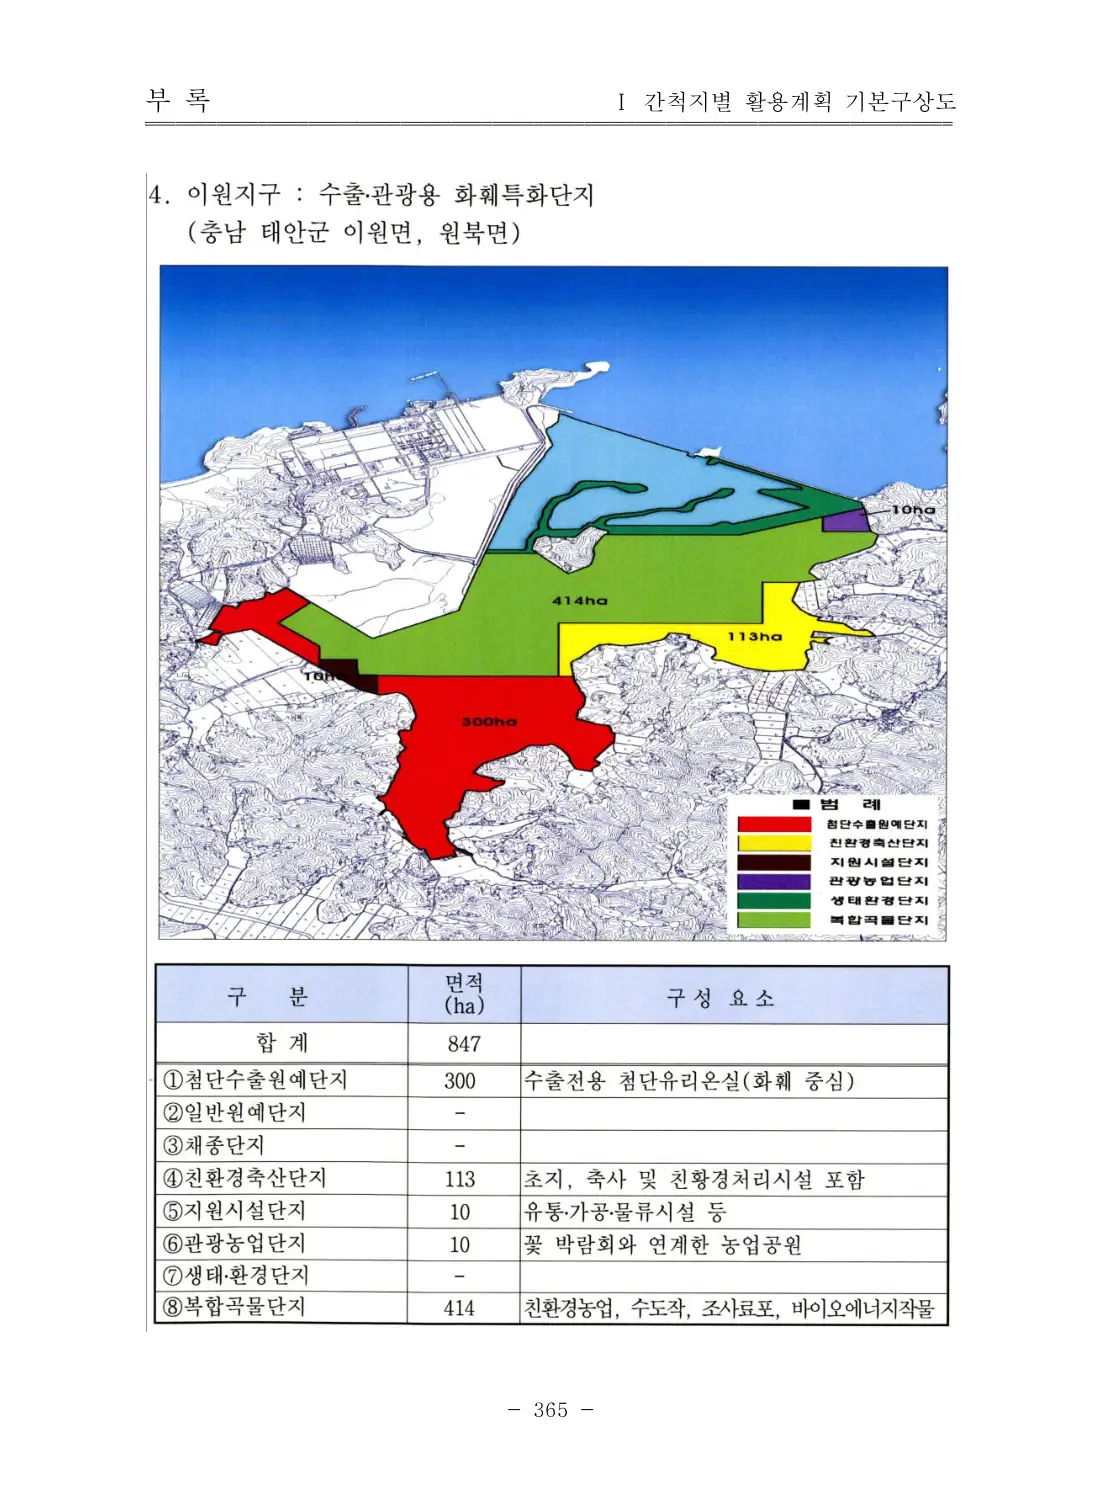 부 록
I 간척지별 활용계획 기본구상도
4. 이원지구 : 수출·관광용 화훼특화단지
(충남 태안군 이원면, 원북면)
10ha
414ha
113ha
10h
300ha
■ 범 례
첨단수출원예단지
친환경축산단지
지원시설단지
관광농업단지
생태환경단지
복합곡물단지
구 분 면적 (ha) 구성 요소
합 계 847
①첨단수출원예단지 300 수출전용 첨단유리온실(화훼 중심)
②일반원예단지 -
③채종단지 -
④친환경축산단지 113 초지, 축사 및 친황경처리시설 포함
⑤지원시설단지 10 유통·가공·물류시설 등
⑥관광농업단지 10 꽃 박람회와 연계한 농업공원
⑦생태·환경단지 -
⑧복합곡물단지 414 친환경농업, 수도작, 조사료포, 바이오에너지작물
- 365 -